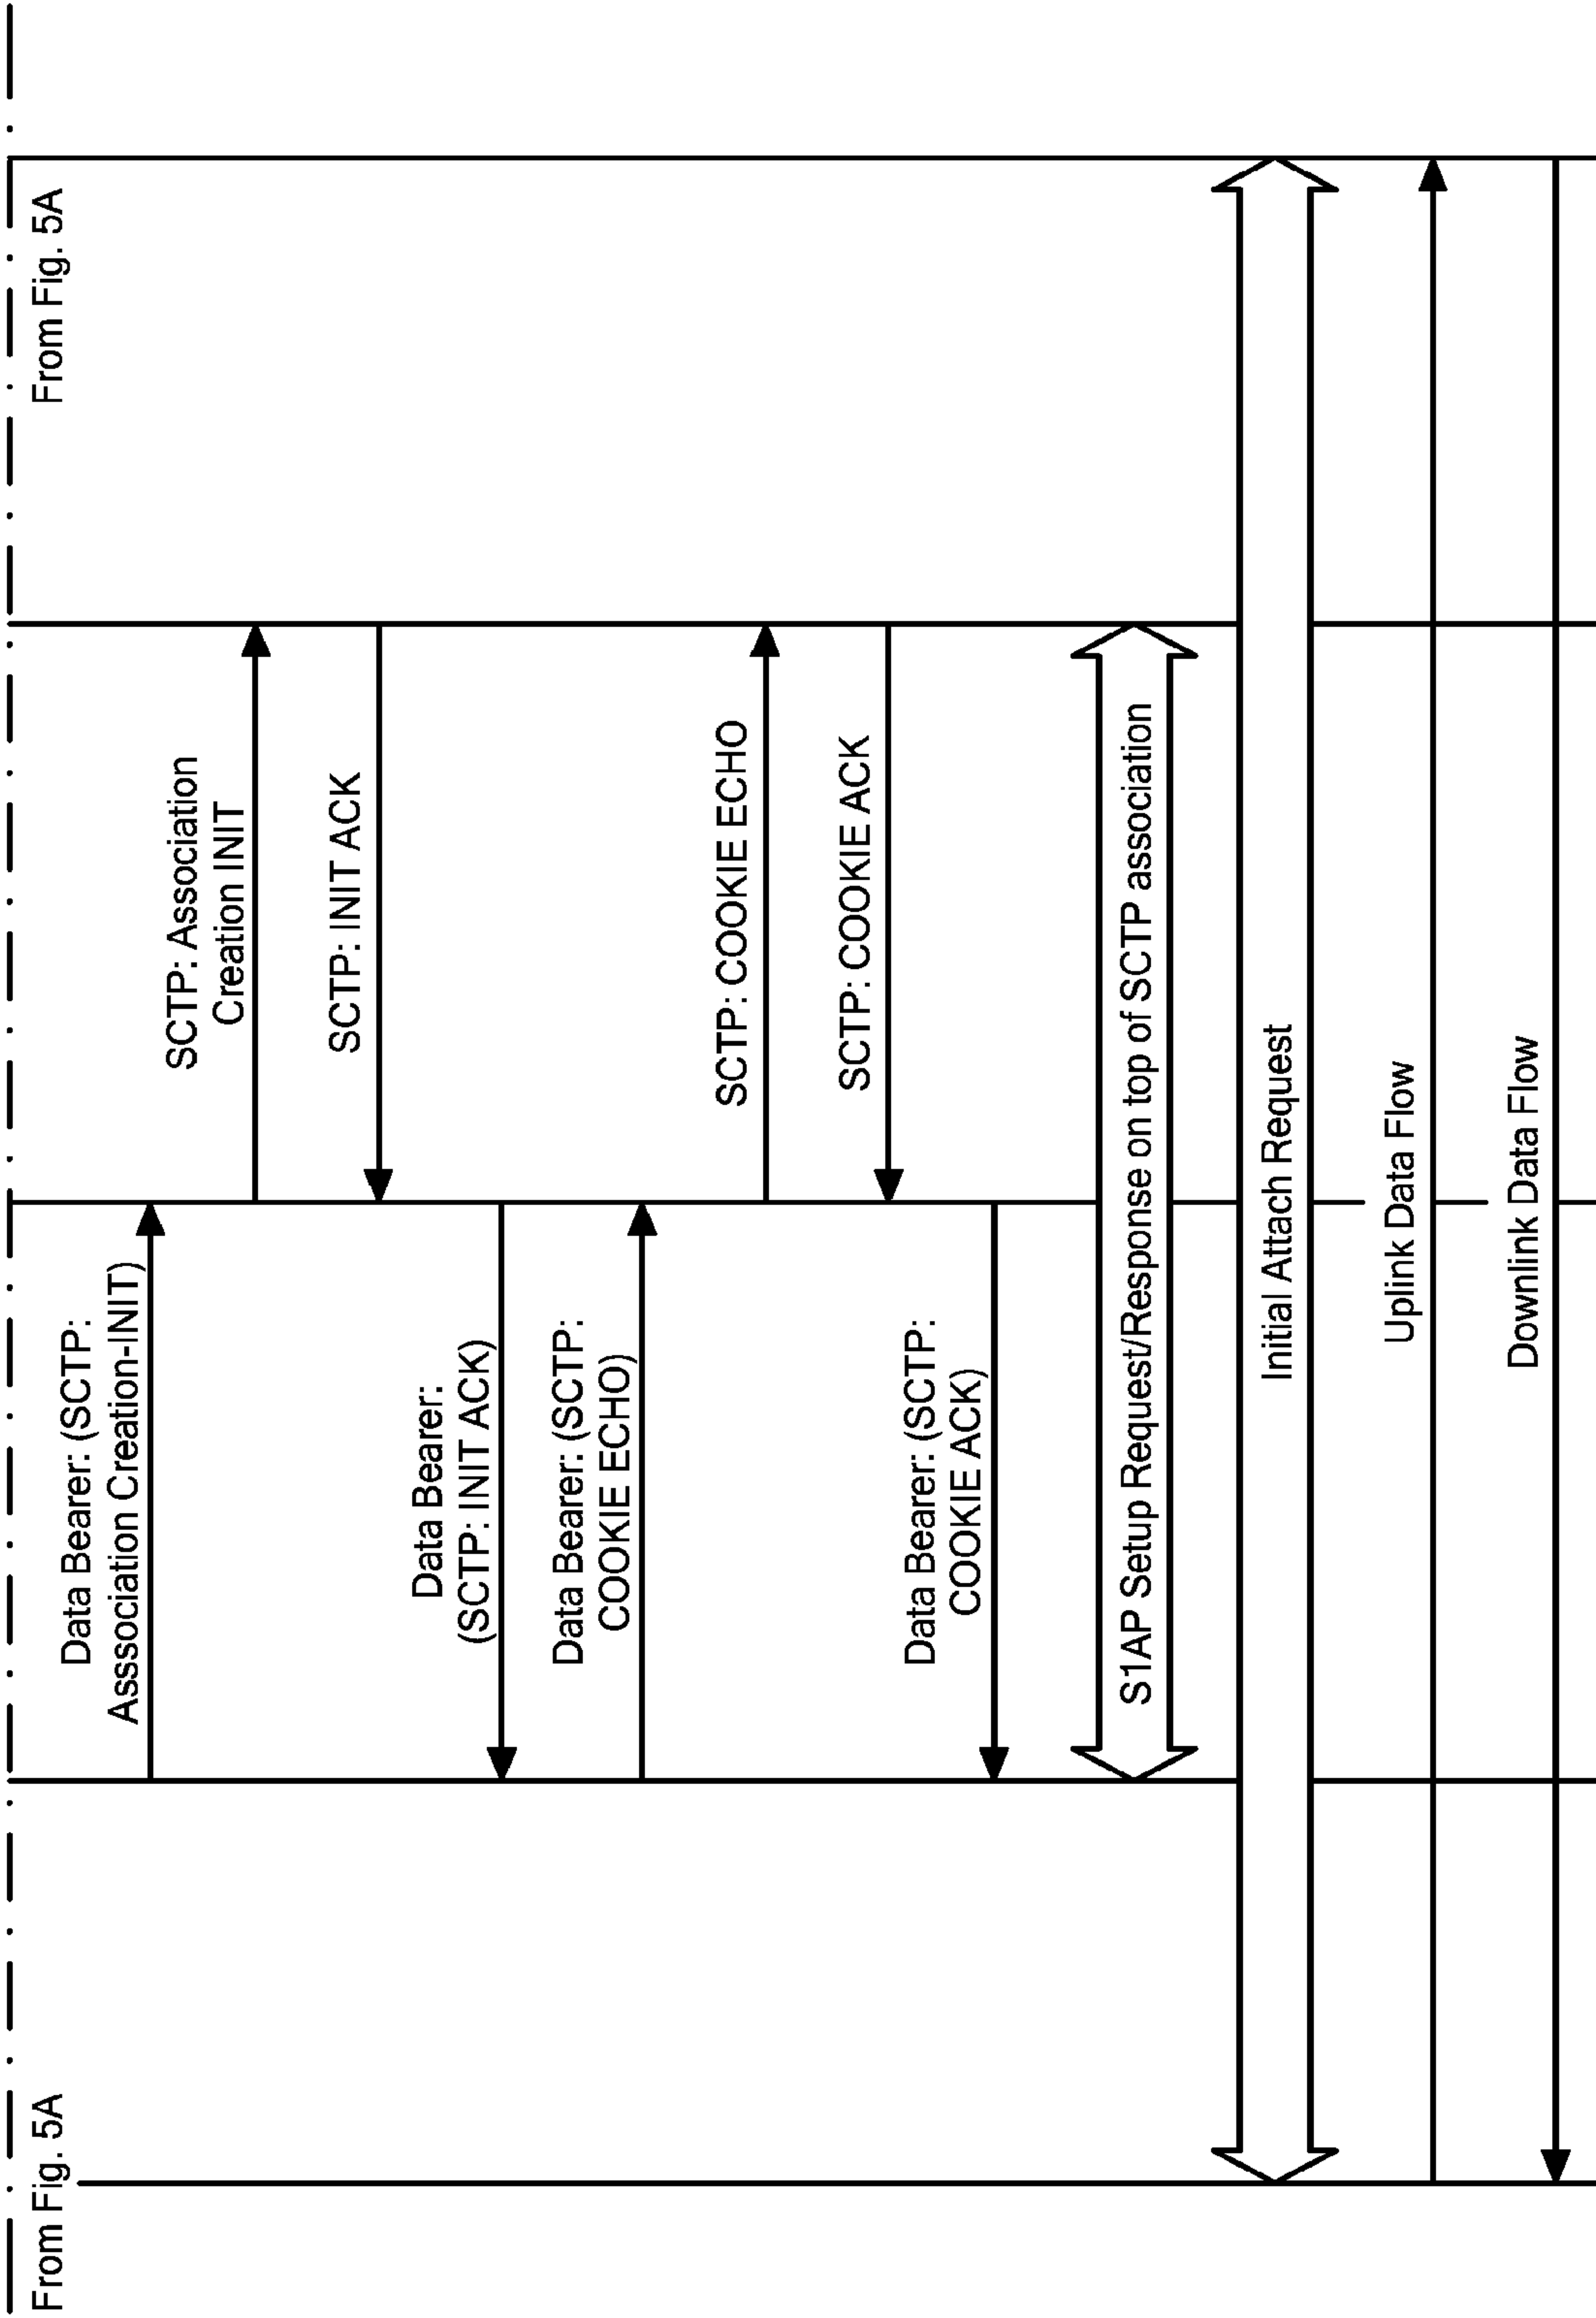 From Fig. 5A
From Fig. 5A
Data Bearer: (SCTP:
Association Creation-INIT)
SCTP: Association
Creation INIT
SCTP: INIT ACK
Data Bearer:
(SCTP: INIT ACK)
Data Bearer: (SCTP:
COOKIE ECHO)
SCTP: COOKIE ECHO
SCTP: COOKIE ACK
Data Bearer: (SCTP:
COOKIE ACK)
S1AP Setup Request/Response on top of SCTP association
Initial Attach Request
Uplink Data Flow
Downlink Data Flow